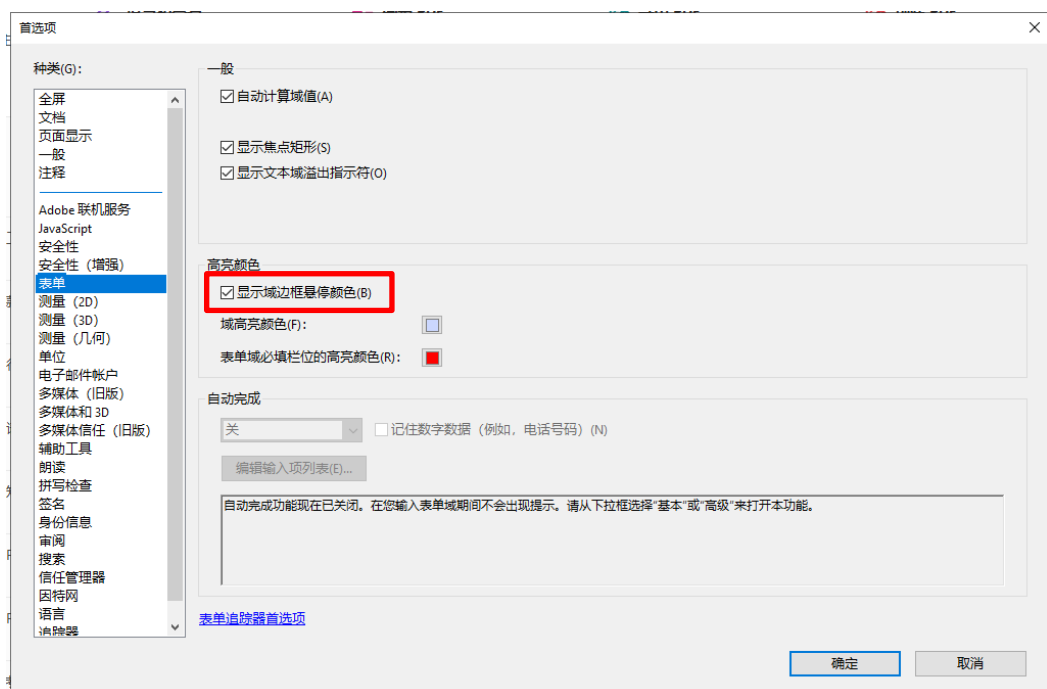 首选项
种类(G):
全屏
文档
页面显示
一般
注释
Adobe 联机服务
JavaScript
安全性
安全性（增强）
表单
测量（2D）
测量（3D）
测量（几何）
单位
电子邮件帐户
多媒体（旧版）
多媒体和 3D
多媒体信任（旧版）
辅助工具
朗读
拼写检查
签名
身份信息
审阅
搜索
信任管理器
因特网
语言
追踪器
一般
自动计算域值(A)
显示焦点矩形(S)
显示文本域溢出指示符(O)
高亮颜色
显示域边框悬停颜色(B)
域高亮颜色(F):
表单域必填栏位的高亮颜色(R):
自动完成
关
记住数字数据（例如，电话号码）(N)
编辑输入项列表(E)...
自动完成功能现在已关闭。在您输入表单域期间不会出现提示。请从下拉框选择“基本”或“高级”来打开本功能。
表单追踪器首选项
确定
取消